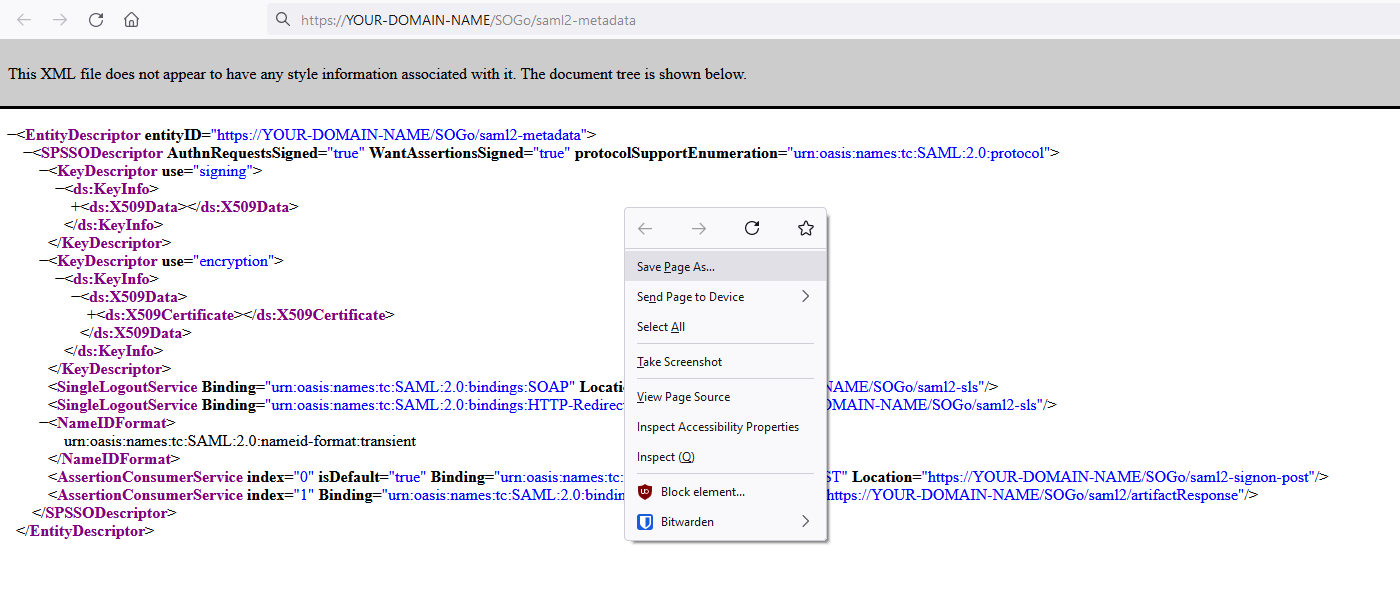 https://YOUR-DOMAIN-NAME/SOGo/saml2-metadata
This XML file does not appear to have any style information associated with it. The document tree is shown below.
−<EntityDescriptor entityID="https://YOUR-DOMAIN-NAME/SOGo/saml2-metadata">
−<SPSSODescriptor AuthnRequestsSigned="true" WantAssertionsSigned="true" protocolSupportEnumeration="urn:oasis:names:tc:SAML:2.0:protocol">
−<KeyDescriptor use="signing">
−<ds:KeyInfo>
+<ds:X509Data></ds:X509Data>
</ds:KeyInfo>
</KeyDescriptor>
−<KeyDescriptor use="encryption">
−<ds:KeyInfo>
−<ds:X509Data>
+<ds:X509Certificate></ds:X509Certificate>
</ds:X509Data>
</ds:KeyInfo>
</KeyDescriptor>
<SingleLogoutService Binding="urn:oasis:names:tc:SAML:2.0:bindings:SOAP" Locati NAME/SOGo/saml2-sls"/>
<SingleLogoutService Binding="urn:oasis:names:tc:SAML:2.0:bindings:HTTP-Redirec OMAIN-NAME/SOGo/saml2-sls"/>
−<NameIDFormat>
urn:oasis:names:tc:SAML:2.0:nameid-format:transient
</NameIDFormat>
<AssertionConsumerService index="0" isDefault="true" Binding="urn:oasis:names:tc: ST" Location="https://YOUR-DOMAIN-NAME/SOGo/saml2-signon-post"/>
<AssertionConsumerService index="1" Binding="urn:oasis:names:tc:SAML:2.0:bindin https://YOUR-DOMAIN-NAME/SOGo/saml2/artifactResponse"/>
</SPSSODescriptor>
</EntityDescriptor>
Save Page As...
Send Page to Device
Select All
Take Screenshot
View Page Source
Inspect Accessibility Properties
Inspect (Q)
Block element...
Bitwarden